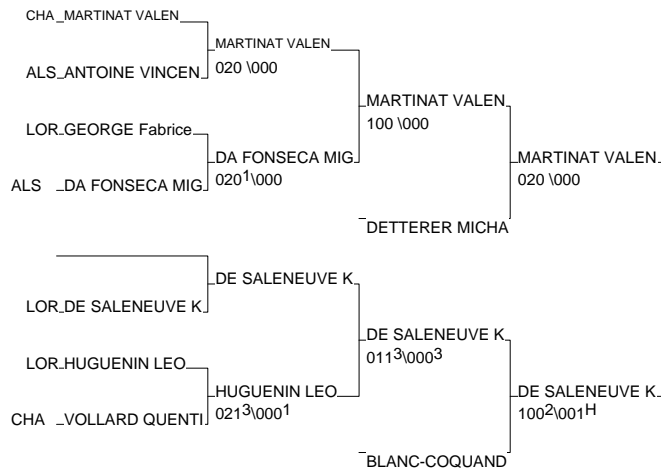 CHA MARTINAT VALEN
MARTINAT VALEN
020 \000
ALS ANTOINE VINCEN
MARTINAT VALEN
100 \000
LOR GEORGE Fabrice
DA FONSECA MIG
020¹\000
MARTINAT VALEN
020 \000
ALS DA FONSECA MIG
DETTERER MICHA
DE SALENEUVE K
LOR DE SALENEUVE K
DE SALENEUVE K
011³\000³
LOR HUGUENIN LEO
HUGUENIN LEO
021³\000¹
DE SALENEUVE K
100²\001ᴴ
CHA VOLLARD QUENTI
BLANC-COQUAND